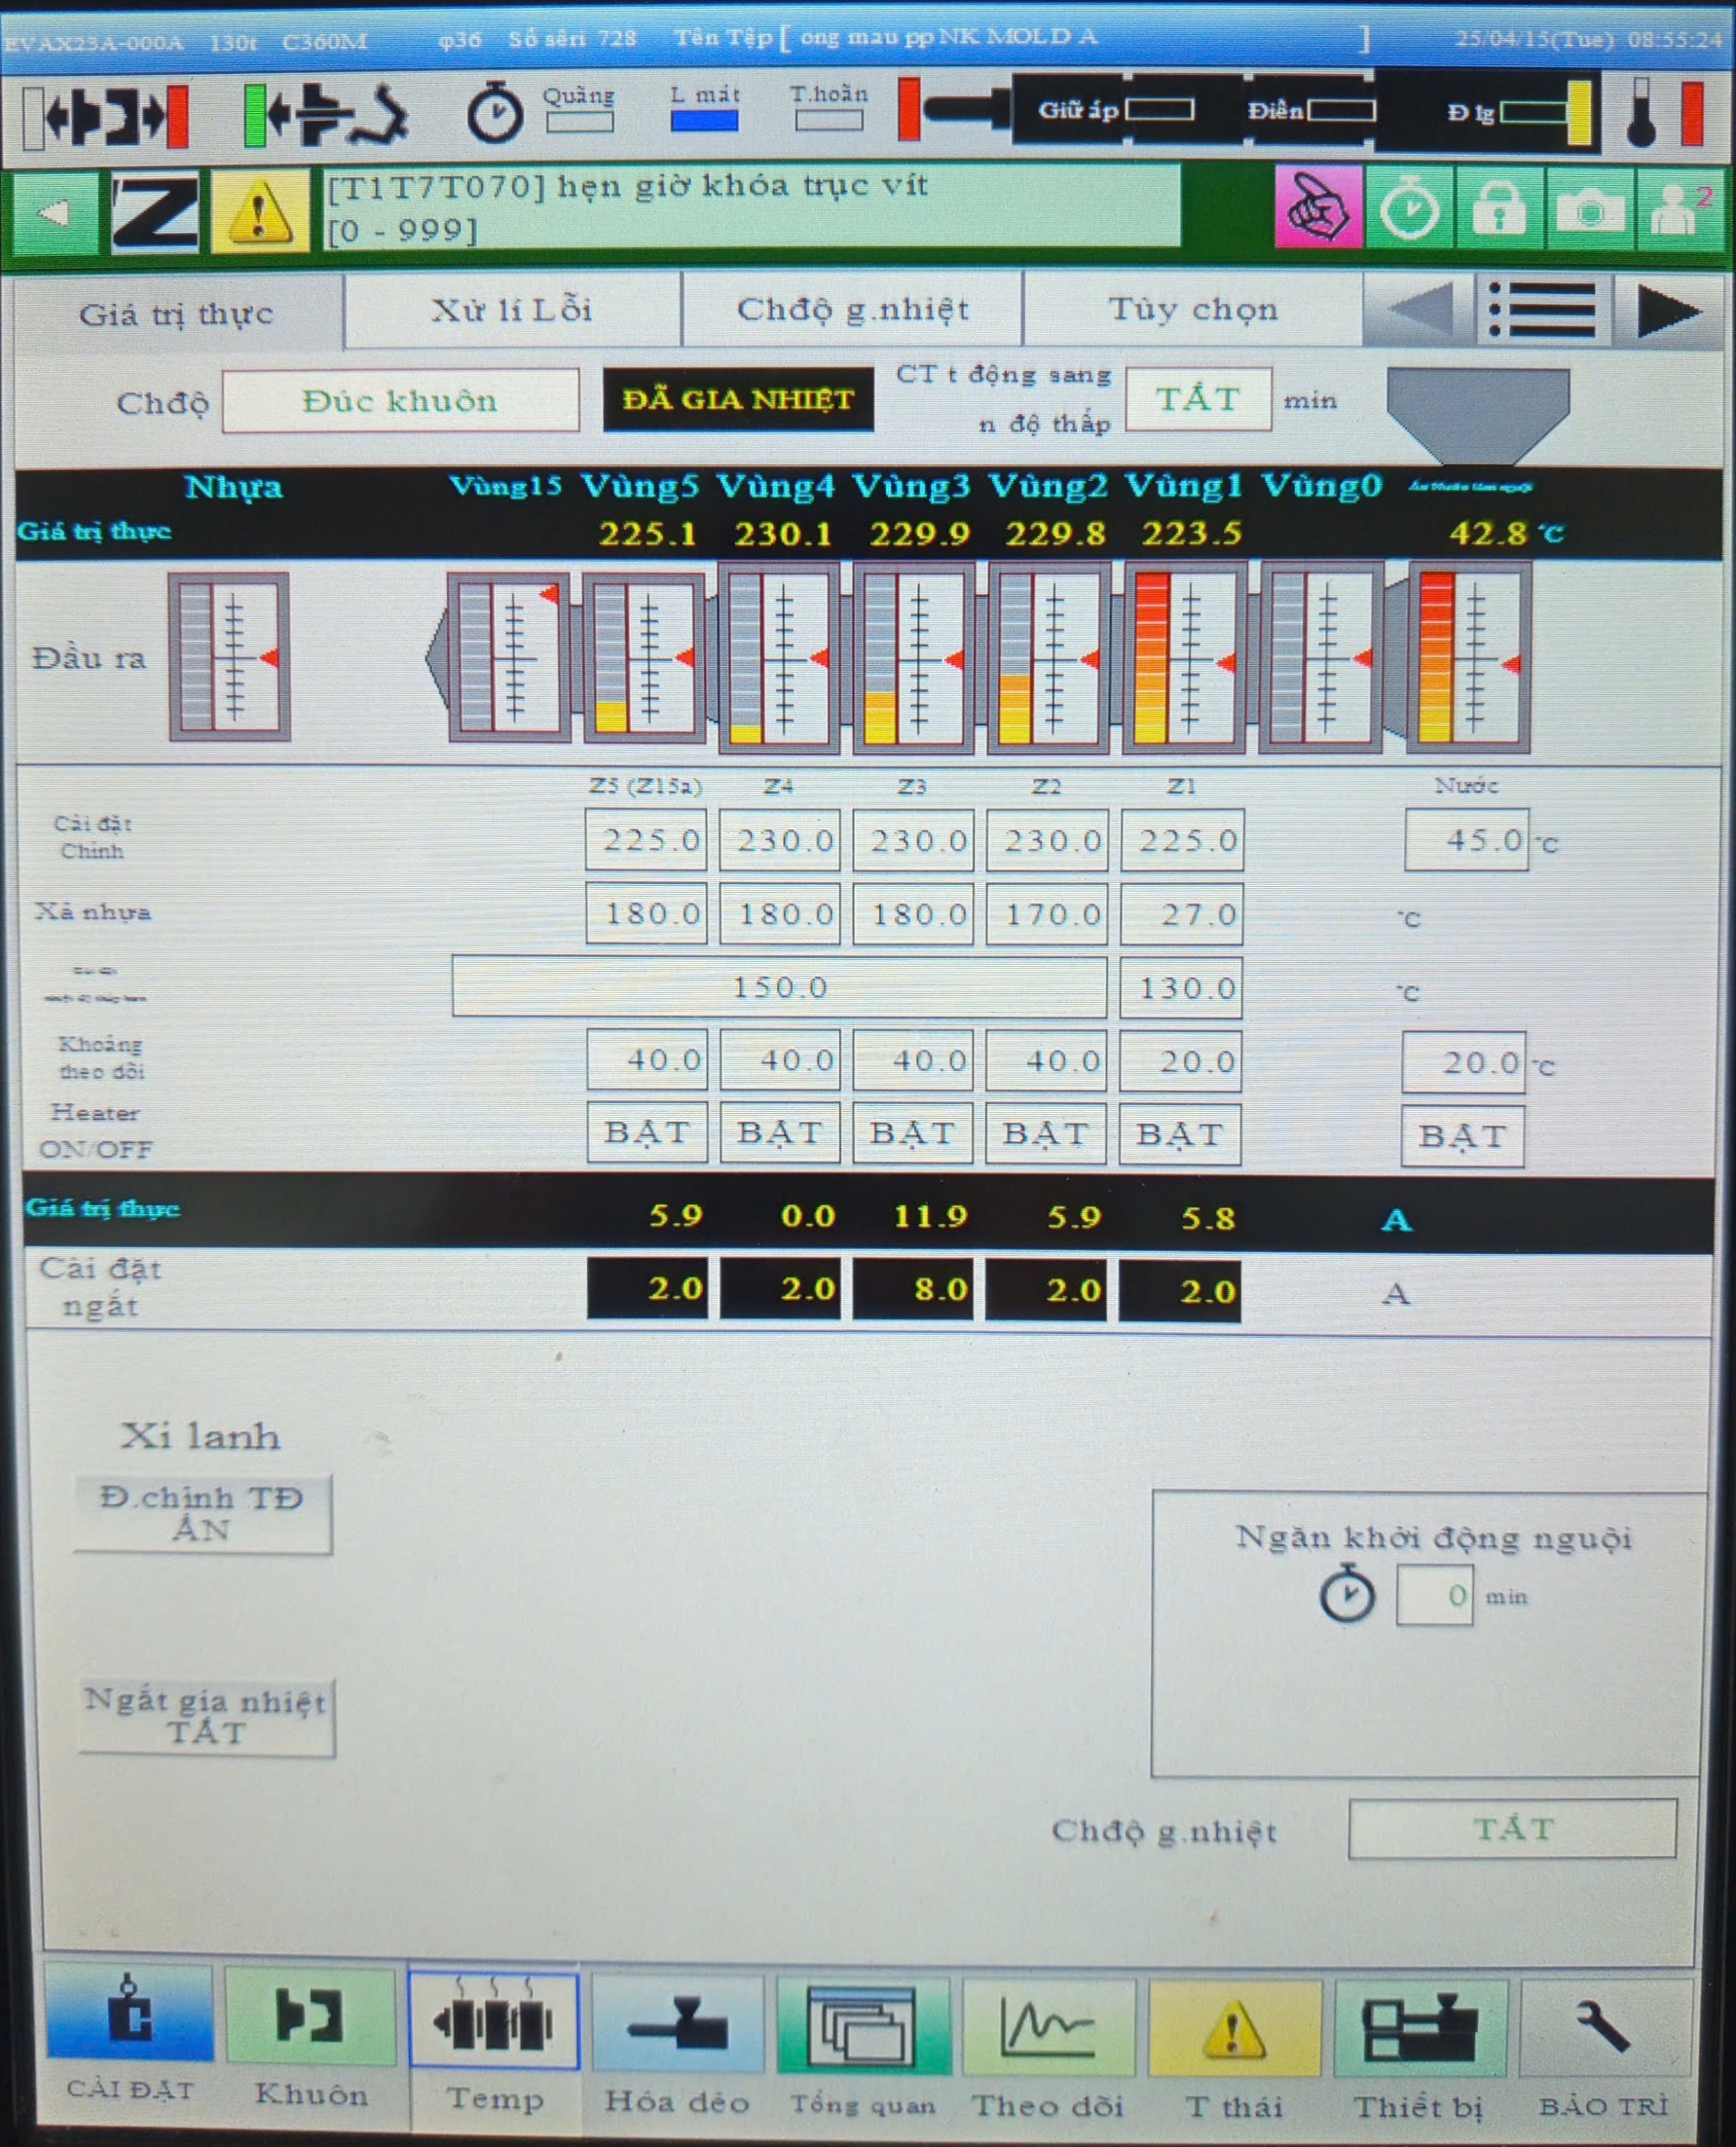 EVAX23A-000A 130t C360M φ36 Số sêri 728 Tên Tệp [ ong mau pp NK MOLD A ] 25/04/15(Tue) 08:55:24
Quãng L mát T.hoãn Giữ áp Điền Đ lg
[T1T7T070] hẹn giờ khóa trục vít
[0 - 999]
2
Giá trị thực Xử lí Lỗi Chđộ g.nhiệt Tùy chọn
Chđộ Đúc khuôn ĐÃ GIA NHIỆT CT t động sang n độ thấp TẮT min
Nhựa Vùng15 Vùng5 Vùng4 Vùng3 Vùng2 Vùng1 Vùng0
Giá trị thực 225.1 230.1 229.9 229.8 223.5 42.8 °C
Đầu ra
Z5 (Z15a) Z4 Z3 Z2 Z1 Nước
Cài đặt Chính 225.0 230.0 230.0 230.0 225.0 45.0 °C
Xả nhựa 180.0 180.0 180.0 170.0 27.0 °C
150.0 130.0 °C
Khoảng theo dõi 40.0 40.0 40.0 40.0 20.0 20.0 °C
Heater ON/OFF BẬT BẬT BẬT BẬT BẬT BẬT
Giá trị thực 5.9 0.0 11.9 5.9 5.8 A
Cài đặt ngắt 2.0 2.0 8.0 2.0 2.0 A
Xi lanh
Đ.chỉnh TĐ
ẤN
Ngăn khởi động nguội
0 min
Ngắt gia nhiệt
TẮT
Chđộ g.nhiệt TẮT
CÀI ĐẶT Khuôn Temp Hóa dẻo Tổng quan Theo dõi T thái Thiết bị BẢO TRÌ